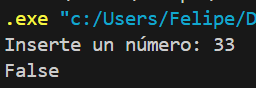 .exe "c:/Users/Felipe/D
Inserte un número: 33
False